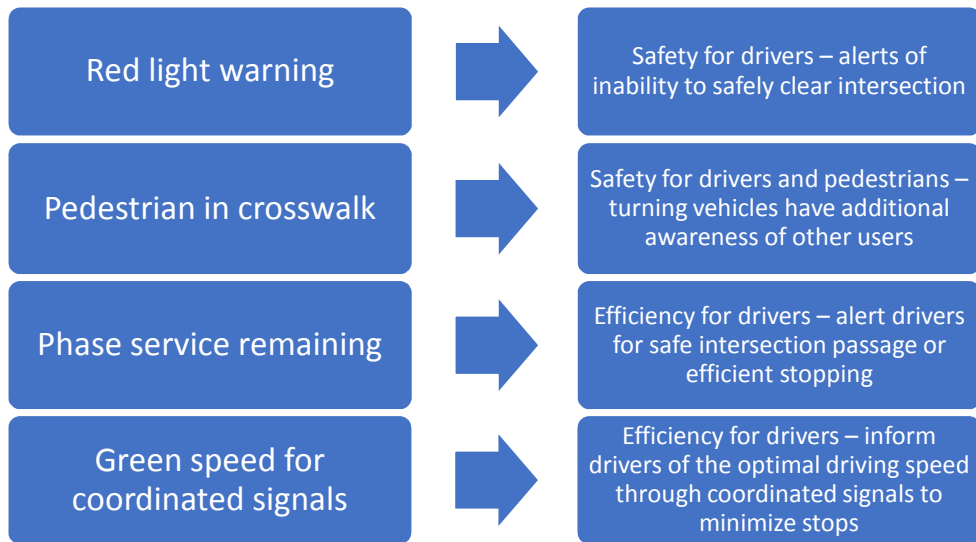 Red light warning
Safety for drivers – alerts of
inability to safely clear intersection
Pedestrian in crosswalk
Safety for drivers and pedestrians –
turning vehicles have additional
awareness of other users
Phase service remaining
Efficiency for drivers – alert drivers
for safe intersection passage or
efficient stopping
Green speed for
coordinated signals
Efficiency for drivers – inform
drivers of the optimal driving speed
through coordinated signals to
minimize stops